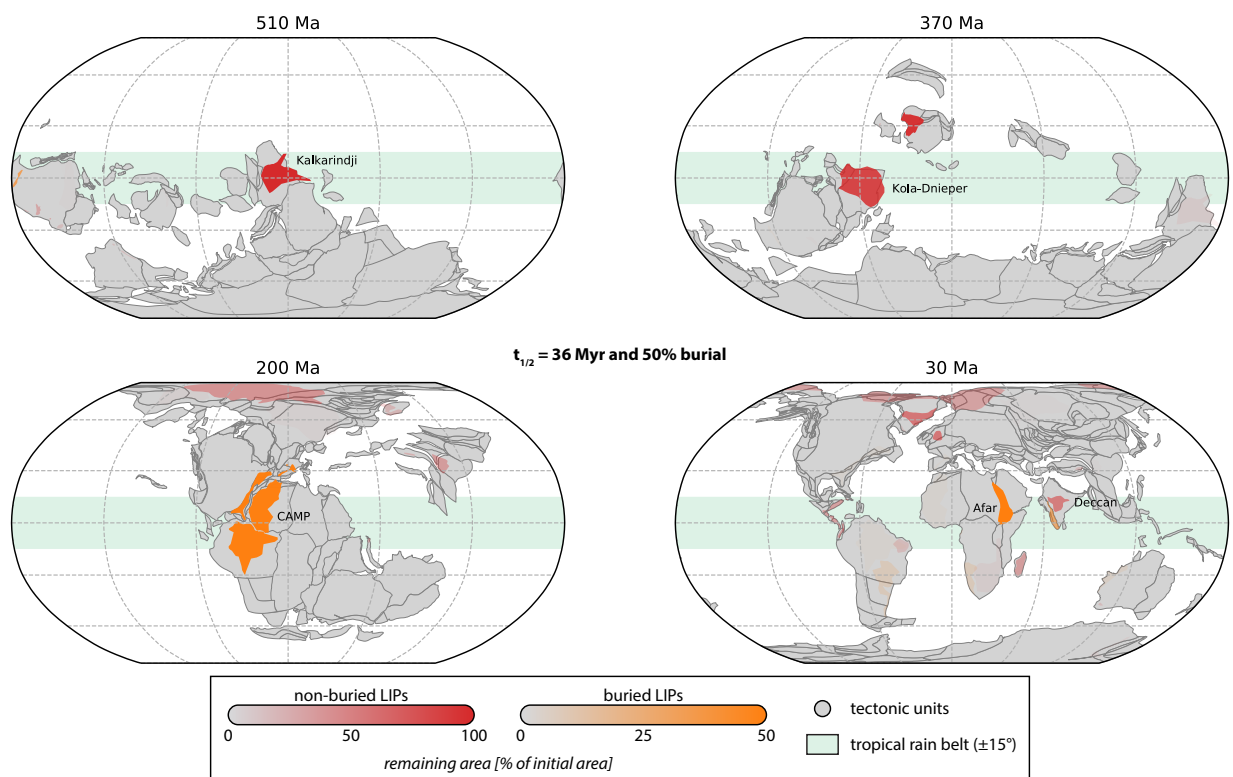 510 Ma
370 Ma
Kalkarindji
Kola-Dnieper
t1/2 = 36 Myr and 50% burial
200 Ma
30 Ma
CAMP
Afar
Deccan
non-buried LIPs
buried LIPs
0
50
100
0
25
50
remaining area [% of initial area]
tectonic units
tropical rain belt (±15°)